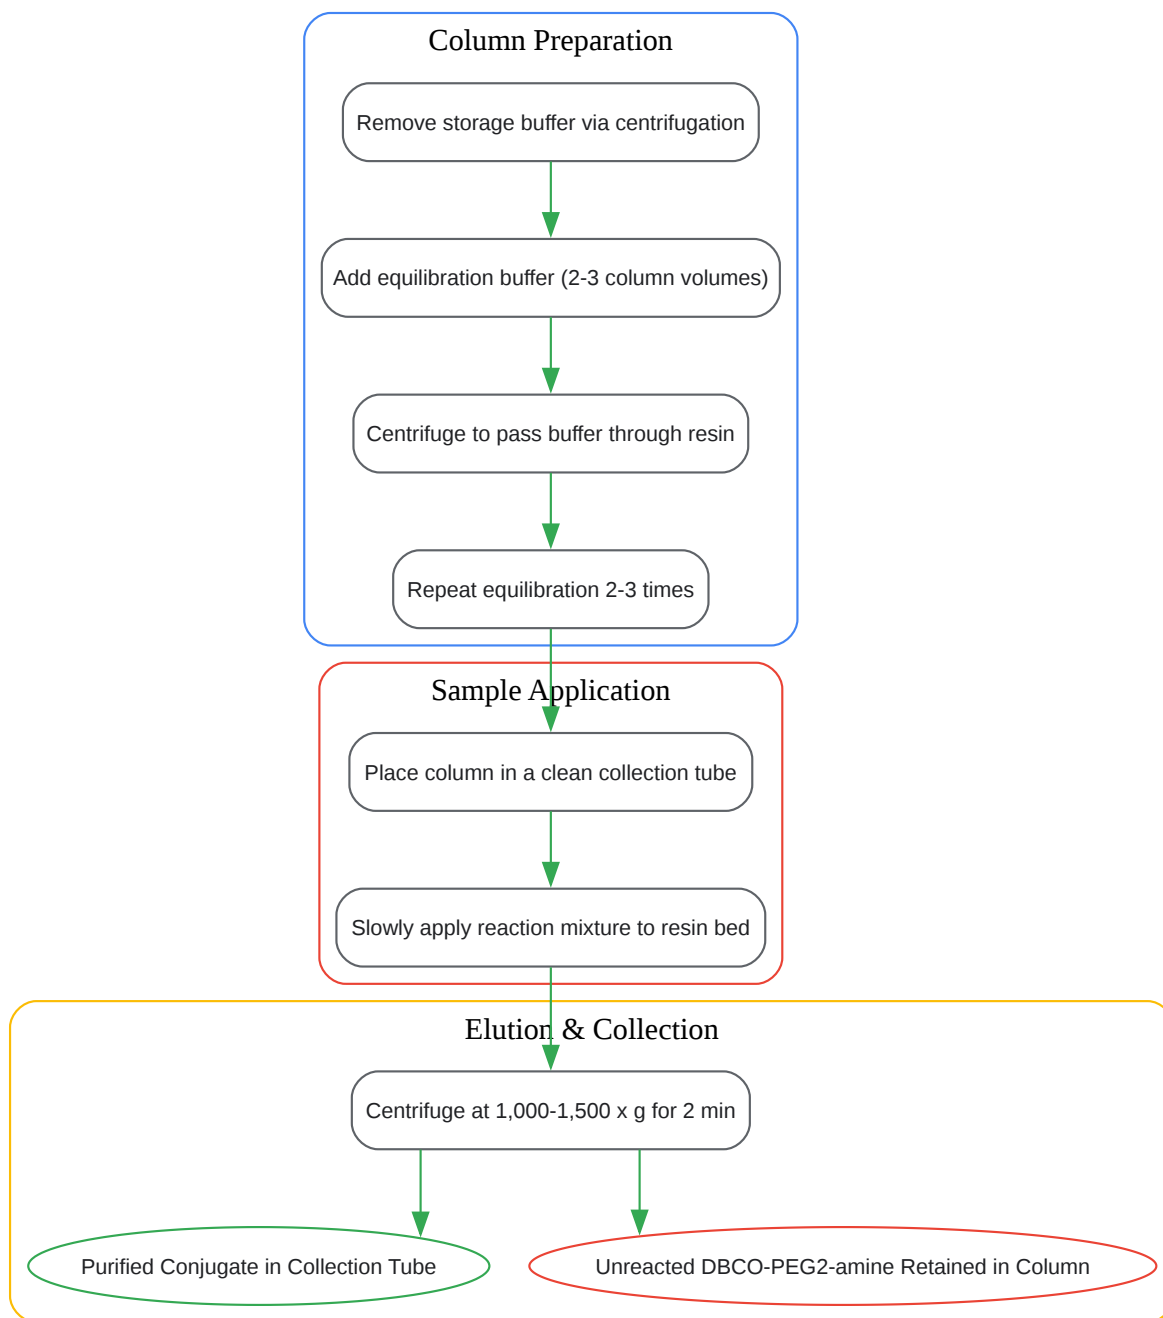 Column Preparation
Remove storage buffer via centrifugation
Add equilibration buffer (2-3 column volumes)
Centrifuge to pass buffer through resin
Repeat equilibration 2-3 times
Sample Application
Place column in a clean collection tube
Slowly apply reaction mixture to resin bed
Elution & Collection
Centrifuge at 1,000-1,500 x g for 2 min
Purified Conjugate in Collection Tube
Unreacted DBCO-PEG2-amine Retained in Column